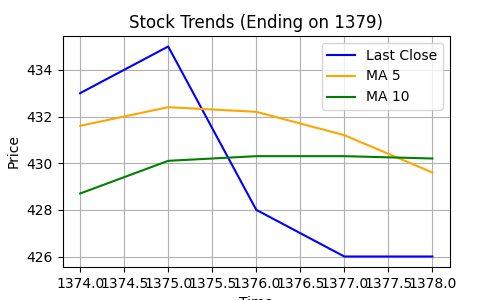 Stock Trends (Ending on 1379)
Last Close
MA 5
MA 10
Price
434
432
430
428
426
1374.0 1374.5 1375.0 1375.5 1376.0 1376.5 1377.0 1377.5 1378.0
Time